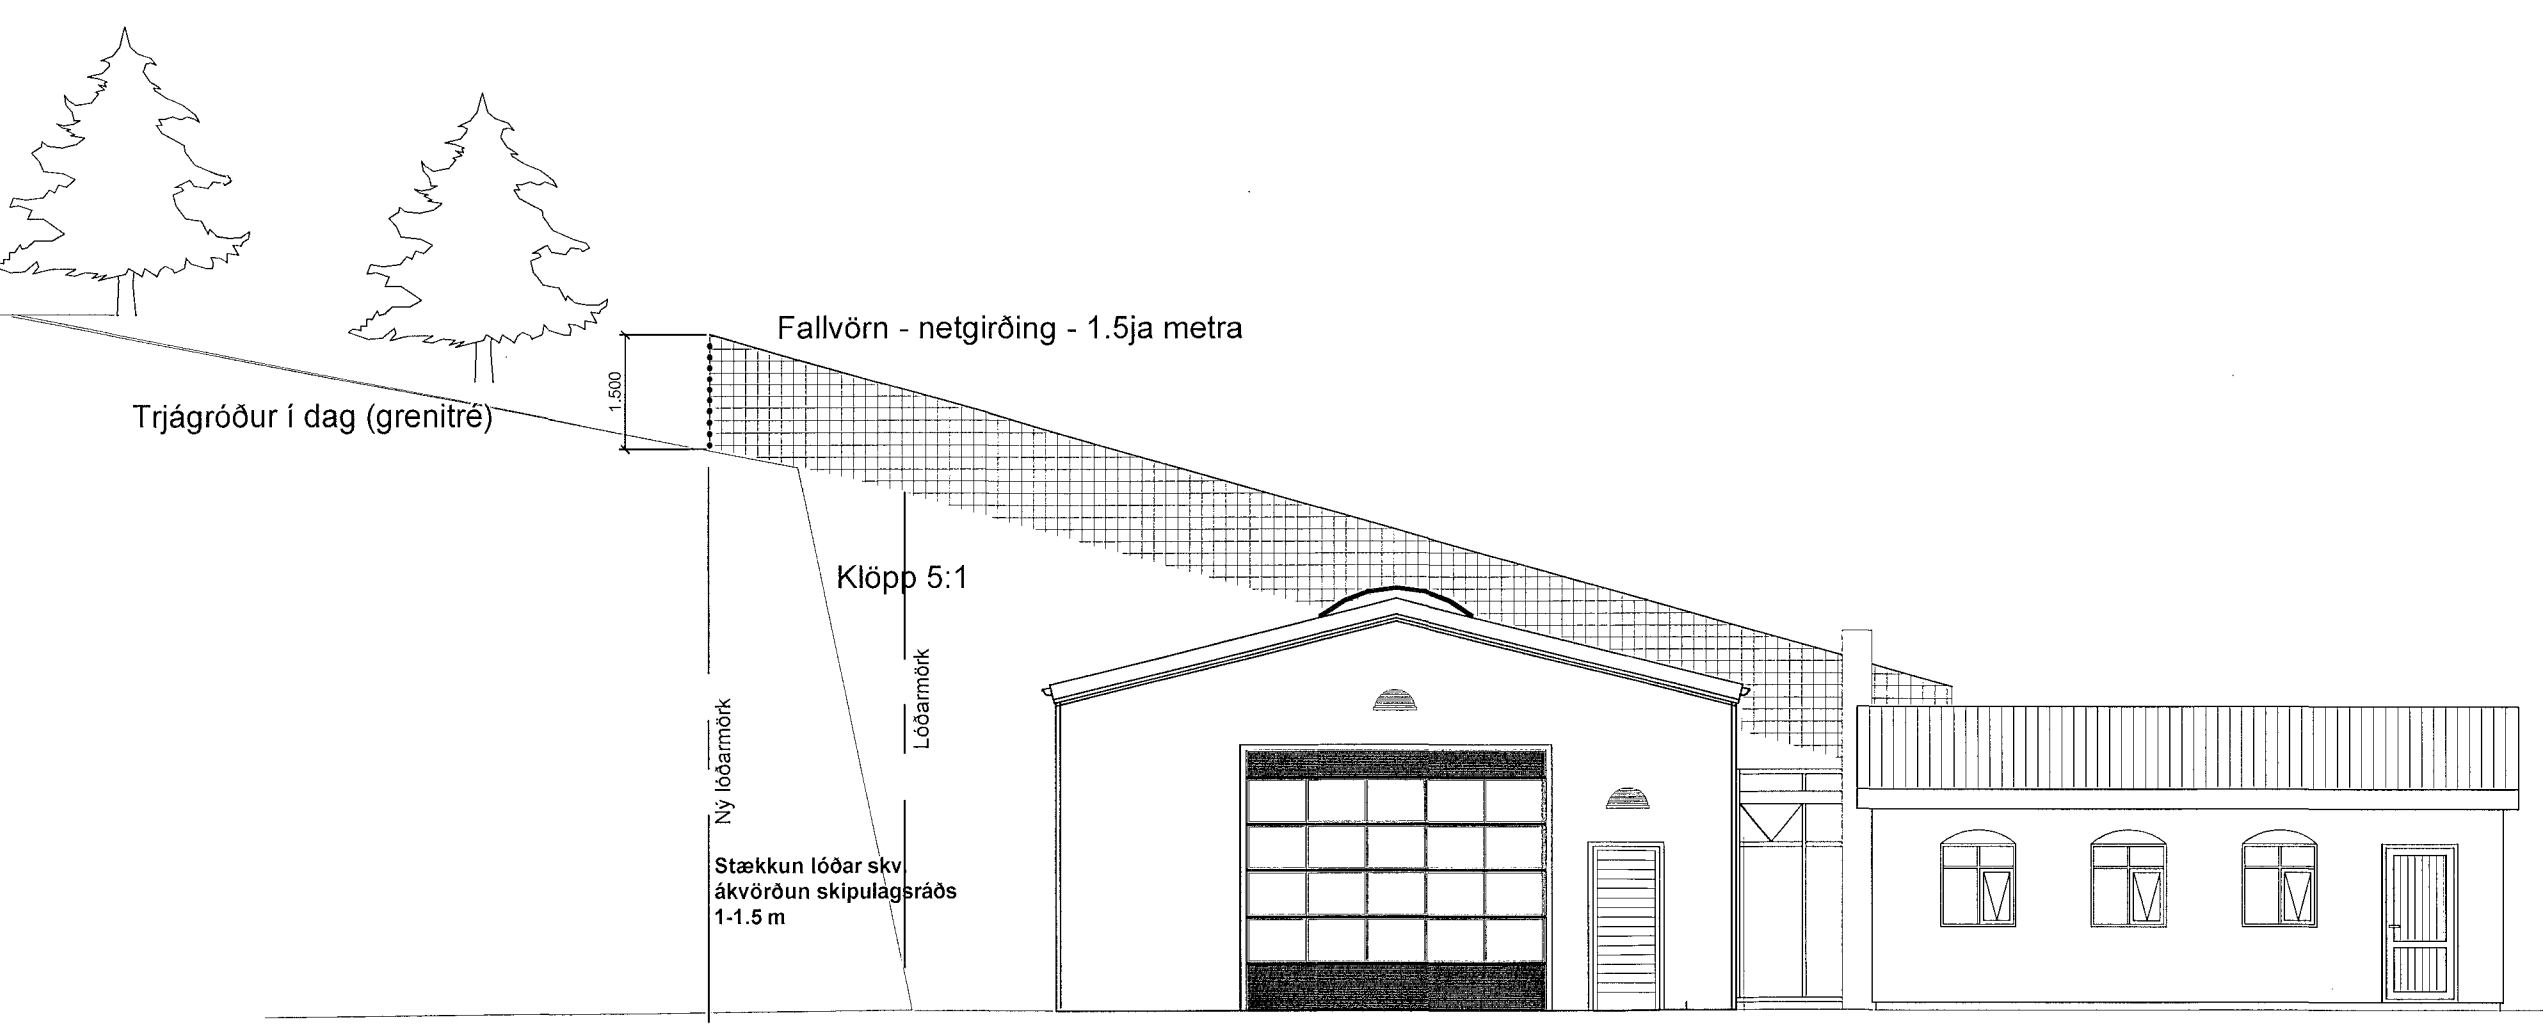 Fallvörn - netgirðing - 1.5ja metra
1.500
Trjágróður í dag (grenitré)
Klöpp 5:1
Lóðarmörk
Ný lóðarmörk
Stækkun lóðar skv.
ákvörðun skipulagsráðs
1-1.5 m